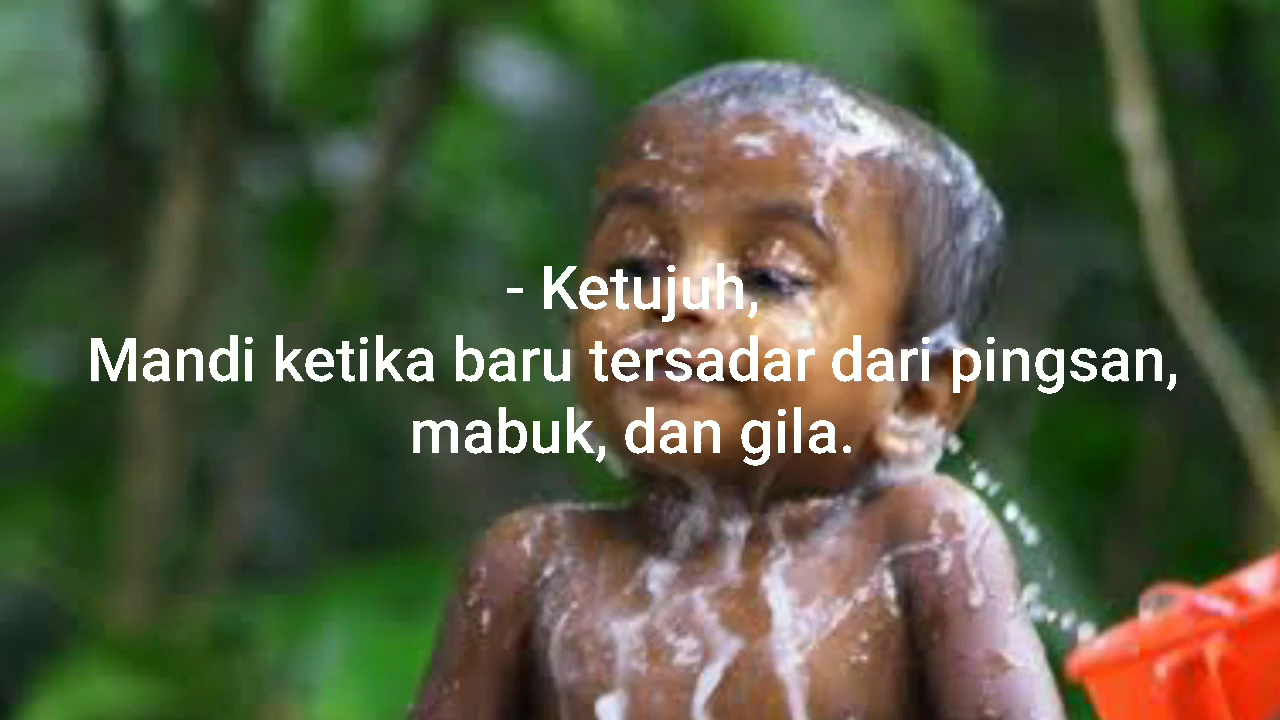 - Ketujuh,
Mandi ketika baru tersadar dari pingsan,
mabuk, dan gila.